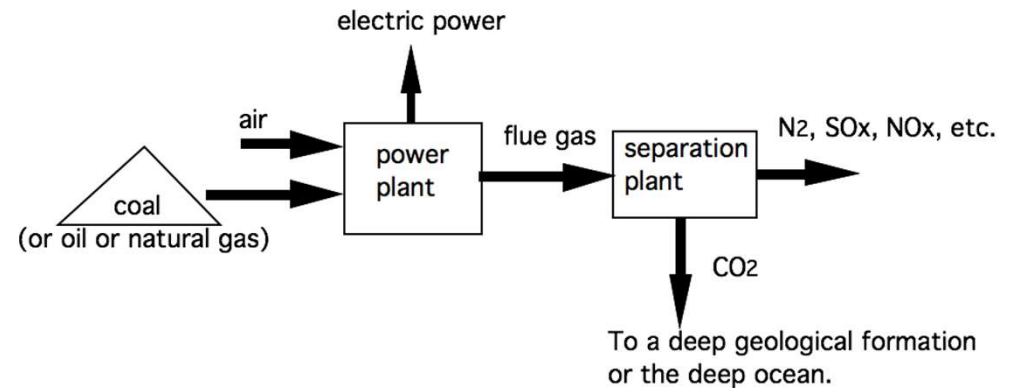 electric power
air
coal
(or oil or natural gas)
power
plant
flue gas
separation
plant
N2, SOx, NOx, etc.
CO2
To a deep geological formation
or the deep ocean.